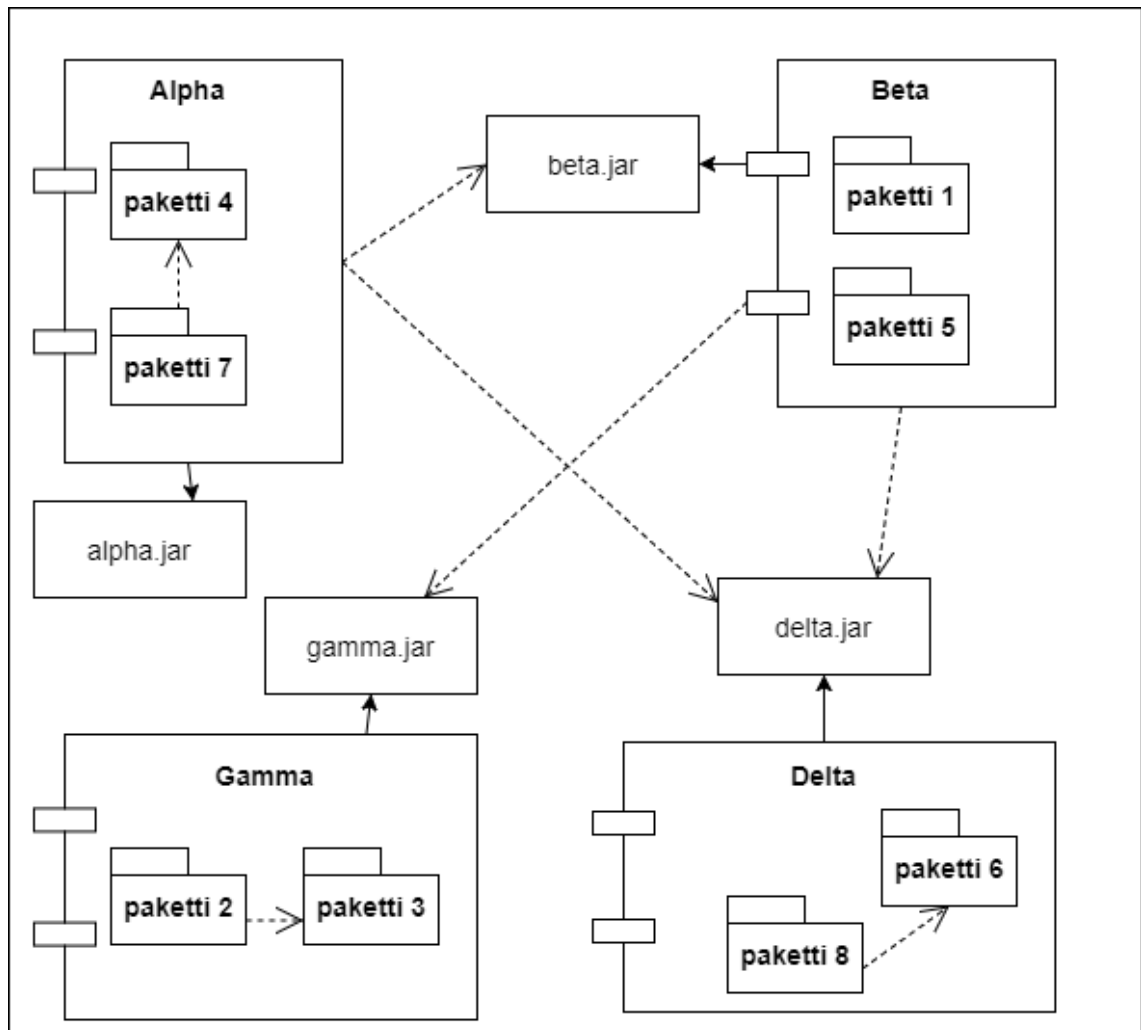 Alpha
paketti 4
paketti 7
alpha.jar
beta.jar
Beta
paketti 1
paketti 5
gamma.jar
delta.jar
Gamma
paketti 2
paketti 3
Delta
paketti 6
paketti 8